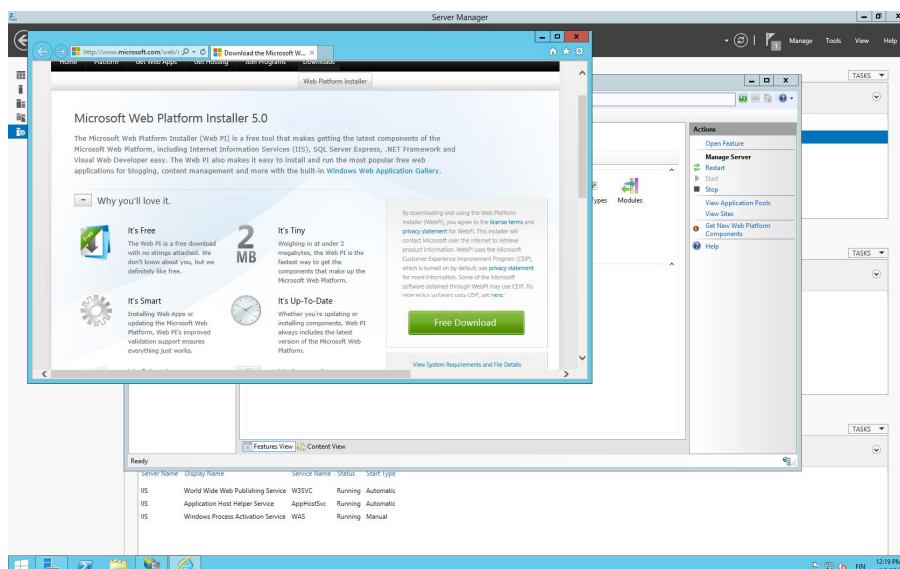 Server Manager
Manage Tools View Help
http://www.microsoft.com/web/
Download the Microsoft W...
Home Platform Get Web Apps Get Hosting Join Programs Downloads
Web Platform Installer
Microsoft Web Platform Installer 5.0
The Microsoft Web Platform Installer (Web PI) is a free tool that makes getting the latest components of the
Microsoft Web Platform, including Internet Information Services (IIS), SQL Server Express, .NET Framework and
Visual Web Developer easy. The Web PI also makes it easy to install and run the most popular free web
applications for blogging, content management and more with the built-in Windows Web Application Gallery.
Why you'll love it.
It's Free
The Web PI is a free download
with no strings attached. We
don't know about you, but we
definitely like free.
Free
2
MB
It's Tiny
Weighing in at under 2
megabytes, the Web PI is the
fastest way to get the
components that make up the
Microsoft Web Platform.
It's Smart
Installing Web Apps or
updating the Microsoft Web
Platform, Web PI's improved
validation support ensures
everything just works.
It's Up-To-Date
Whether you're updating or
installing components, Web PI
always includes the latest
version of the Microsoft Web
Platform.
By downloading and using the Web Platform
Installer (WebPI), you agree to the license terms and
privacy statement for WebPI. This installer will
contact Microsoft over the Internet to retrieve
product information. WebPI uses the Microsoft
Customer Experience Improvement Program (CEIP),
which is turned on by default, see privacy statement
for more information. Some of the Microsoft
software obtained through WebPI may use CEIP. To
view which software uses CEIP, see here.'
Free Download
View System Requirements and File Details
Types Modules
Actions
Open Feature
Manage Server
Restart
Start
Stop
View Application Pools
View Sites
Get New Web Platform
Components
Help
TASKS
TASKS
TASKS
Features View Content View
Ready
Server Name Display Name Service Name Status Start Type
IIS World Wide Web Publishing Service W3SVC Running Automatic
IIS Application Host Helper Service AppHostSvc Running Automatic
IIS Windows Process Activation Service WAS Running Manual
FIN 12:19 PM